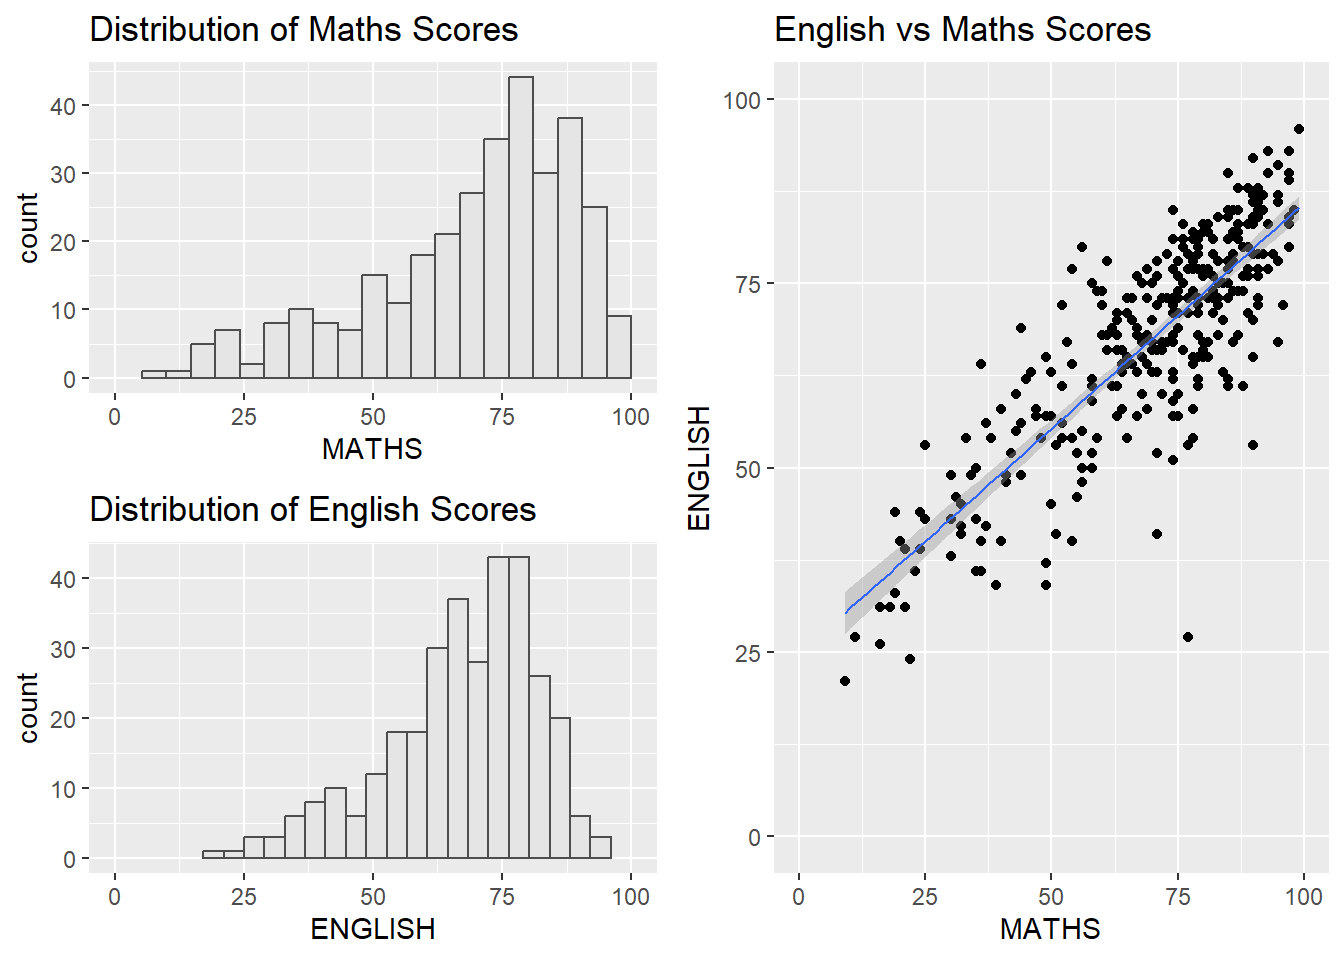 Distribution of Maths Scores
count
40
30
20
10
0
0 25 50 75 100
MATHS
Distribution of English Scores
count
40
30
20
10
0
0 25 50 75 100
ENGLISH
English vs Maths Scores
ENGLISH
100
75
50
25
0
0 25 50 75 100
MATHS